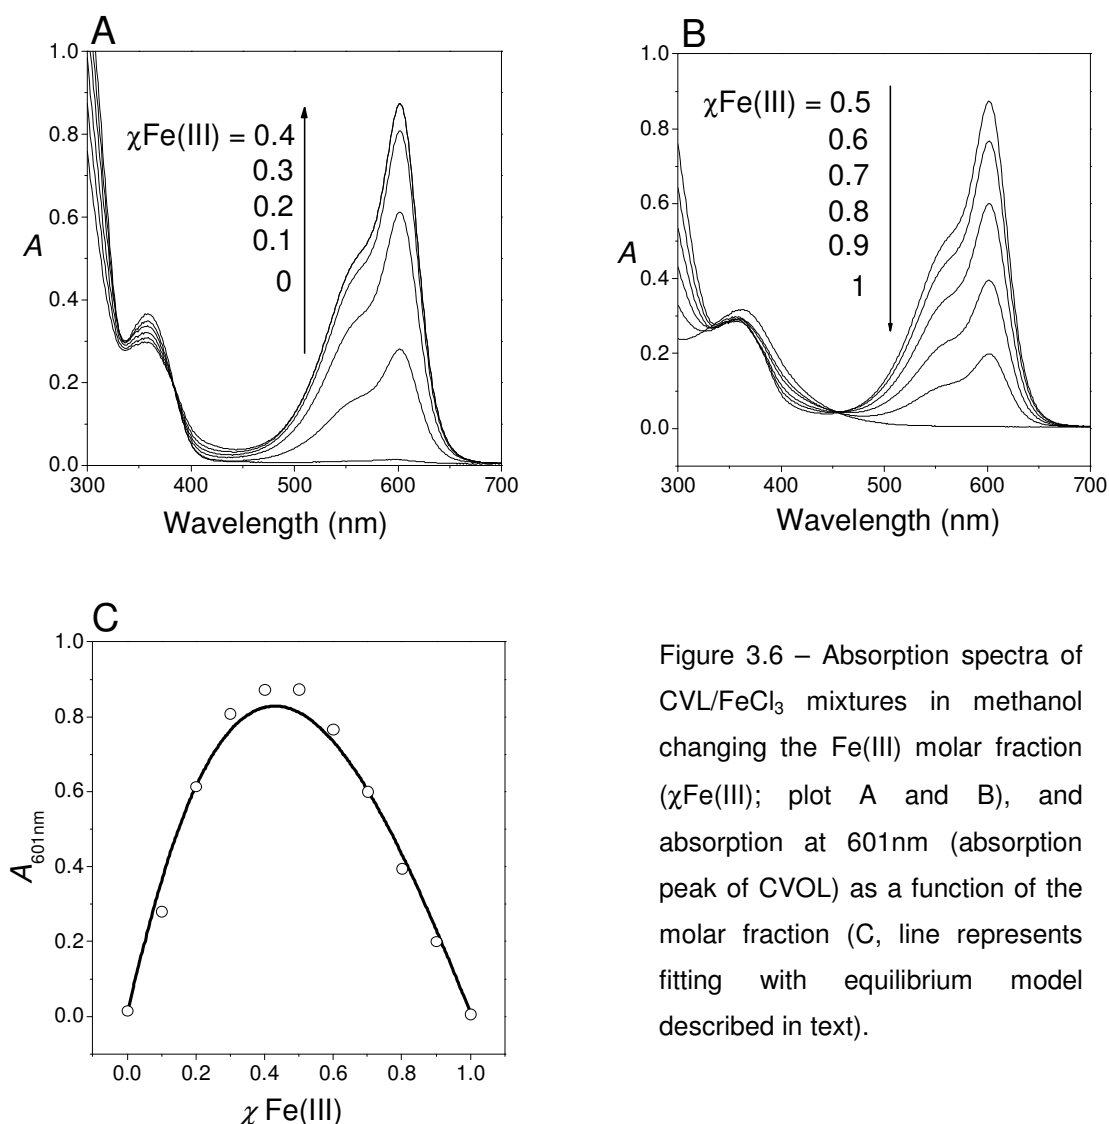 A
1.0
0.8
0.6
A
0.4
0.2
0.0
χFe(III) = 0.4
0.3
0.2
0.1
0
300 400 500 600 700
Wavelength (nm)
B
1.0
0.8
0.6
A
0.4
0.2
0.0
χFe(III) = 0.5
0.6
0.7
0.8
0.9
1
300 400 500 600 700
Wavelength (nm)
C
1.0
0.8
0.6
0.4
0.2
0.0
A601nm
0.0 0.2 0.4 0.6 0.8 1.0
χ Fe(III)
Figure 3.6 – Absorption spectra of
CVL/FeCl3 mixtures in methanol
changing the Fe(III) molar fraction
(χFe(III); plot A and B), and
absorption at 601nm (absorption
peak of CVOL) as a function of the
molar fraction (C, line represents
fitting with equilibrium model
described in text).